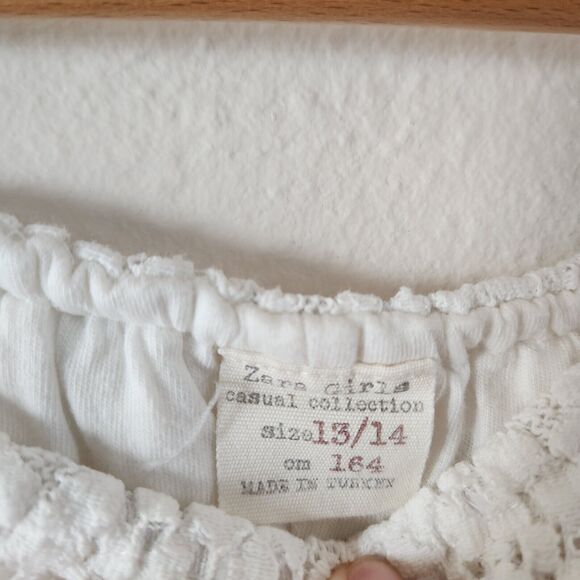 Zara Girls
casual collection
size 13/14
cm 164
MADE IN TURKEY